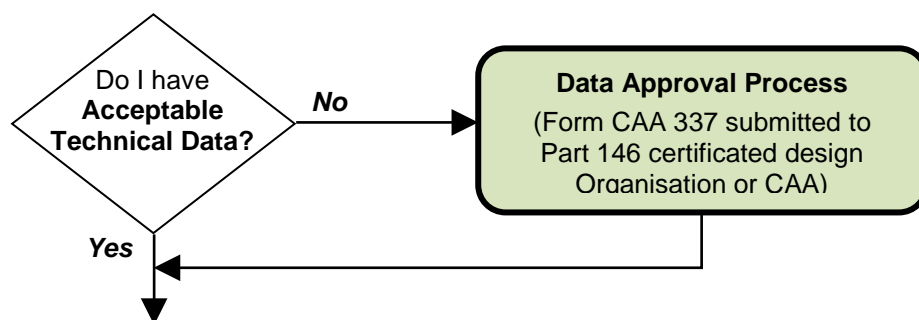 Do I have
Acceptable
Technical Data?
No
Data Approval Process
(Form CAA 337 submitted to
Part 146 certificated design
Organisation or CAA)
Yes